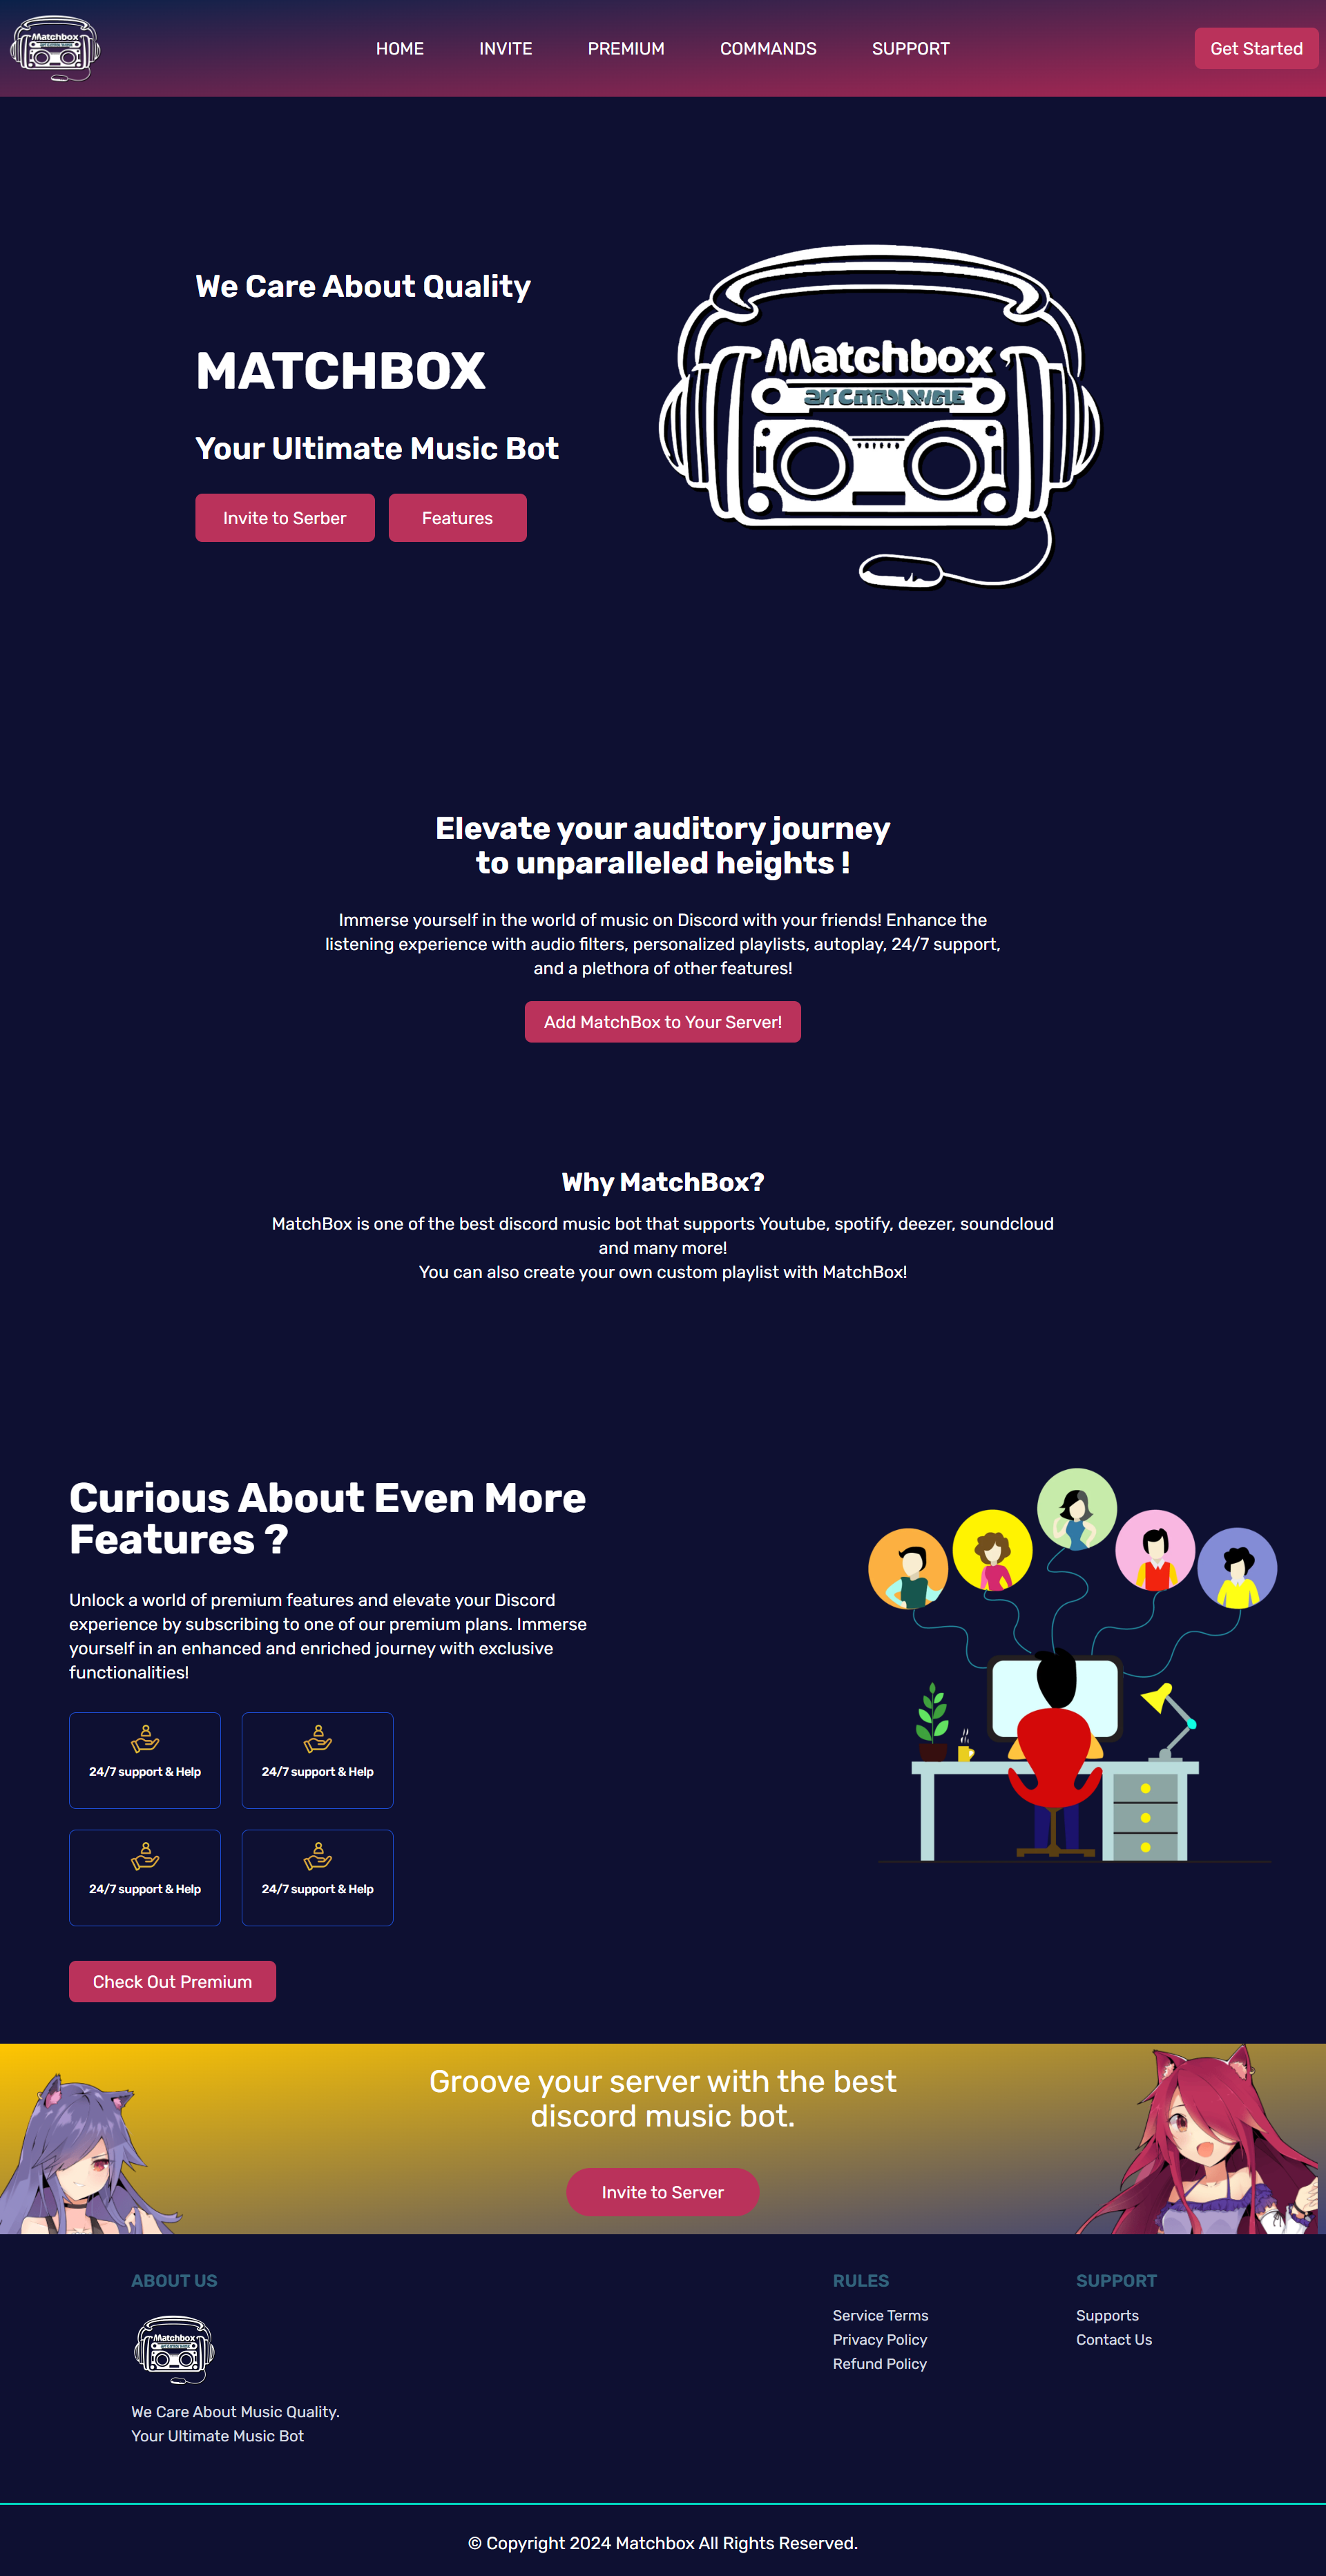 Matchbox
HOME
INVITE
PREMIUM
COMMANDS
SUPPORT
Get Started
We Care About Quality
MATCHBOX
Your Ultimate Music Bot
Invite to Serber
Features
Matchbox
Elevate your auditory journey
to unparalleled heights !
Immerse yourself in the world of music on Discord with your friends! Enhance the
listening experience with audio filters, personalized playlists, autoplay, 24/7 support,
and a plethora of other features!
Add MatchBox to Your Server!
Why MatchBox?
MatchBox is one of the best discord music bot that supports Youtube, spotify, deezer, soundcloud
and many more!
You can also create your own custom playlist with MatchBox!
Curious About Even More
Features ?
Unlock a world of premium features and elevate your Discord
experience by subscribing to one of our premium plans. Immerse
yourself in an enhanced and enriched journey with exclusive
functionalities!
24/7 support & Help
24/7 support & Help
24/7 support & Help
24/7 support & Help
Check Out Premium
Groove your server with the best
discord music bot.
Invite to Server
ABOUT US
Matchbox
We Care About Music Quality.
Your Ultimate Music Bot
RULES
Service Terms
Privacy Policy
Refund Policy
SUPPORT
Supports
Contact Us
© Copyright 2024 Matchbox All Rights Reserved.